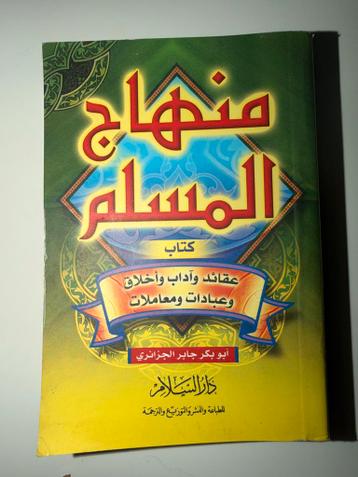 منهاج
المسلم
كتاب
عقائد وآداب وأخلاق
وعبادات ومعاملات
أبو بكر جابر الجزائري
دار السلام
للطباعة والنشر والتوزيع والترجمة